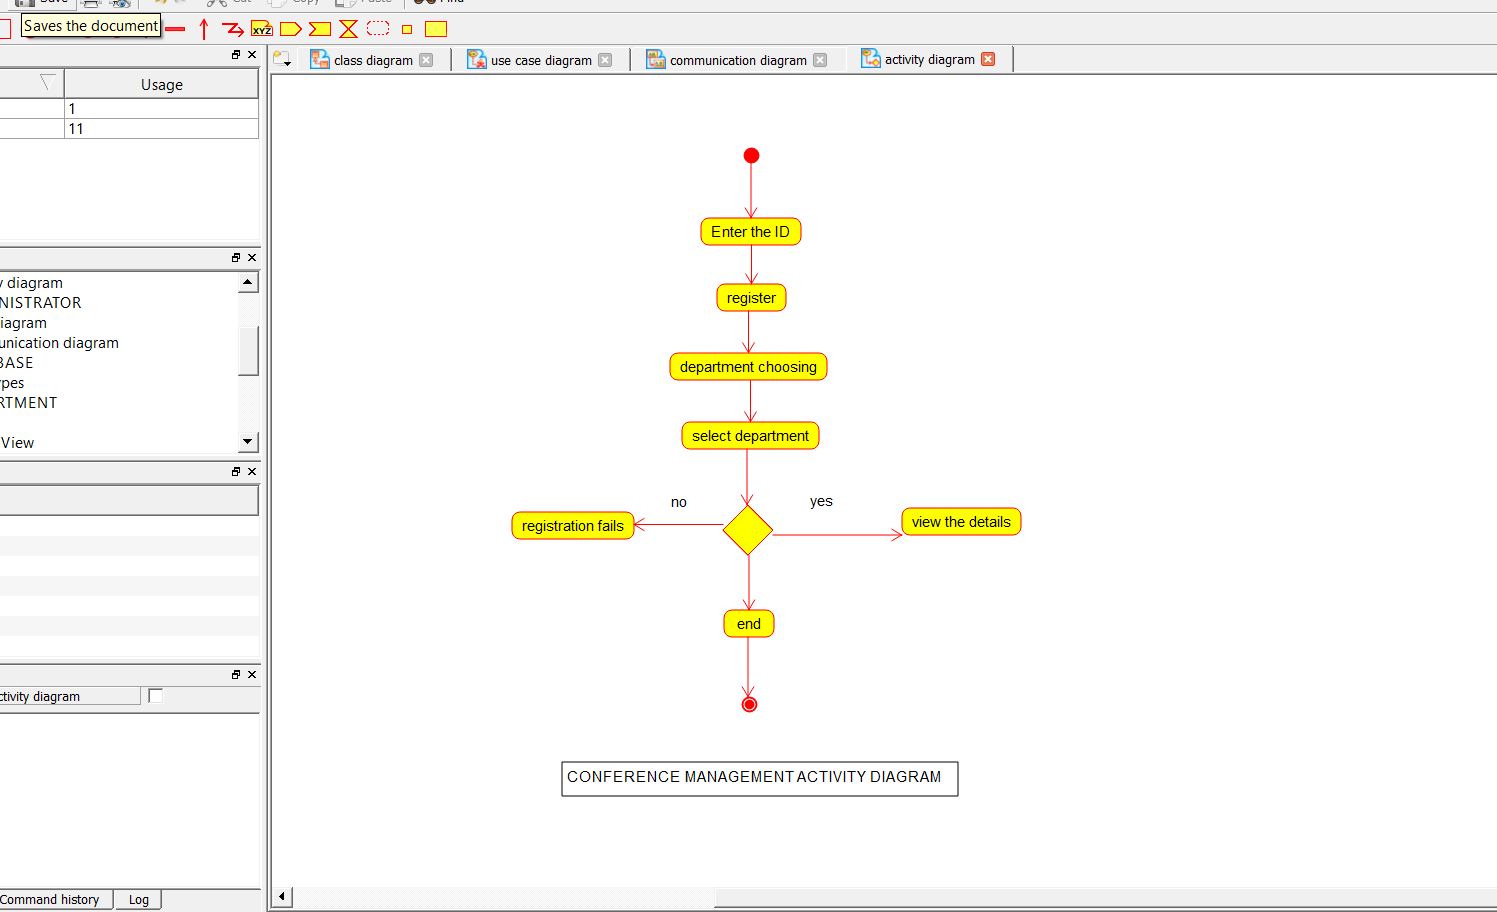 Saves the document
XYZ
class diagram
use case diagram
communication diagram
activity diagram
Usage
1
11
diagram
NISTRATOR
iagram
unication diagram
BASE
ypes
RTMENT
View
ctivity diagram
Command history
Log
Enter the ID
register
department choosing
select department
no
yes
registration fails
view the details
end
CONFERENCE MANAGEMENT ACTIVITY DIAGRAM